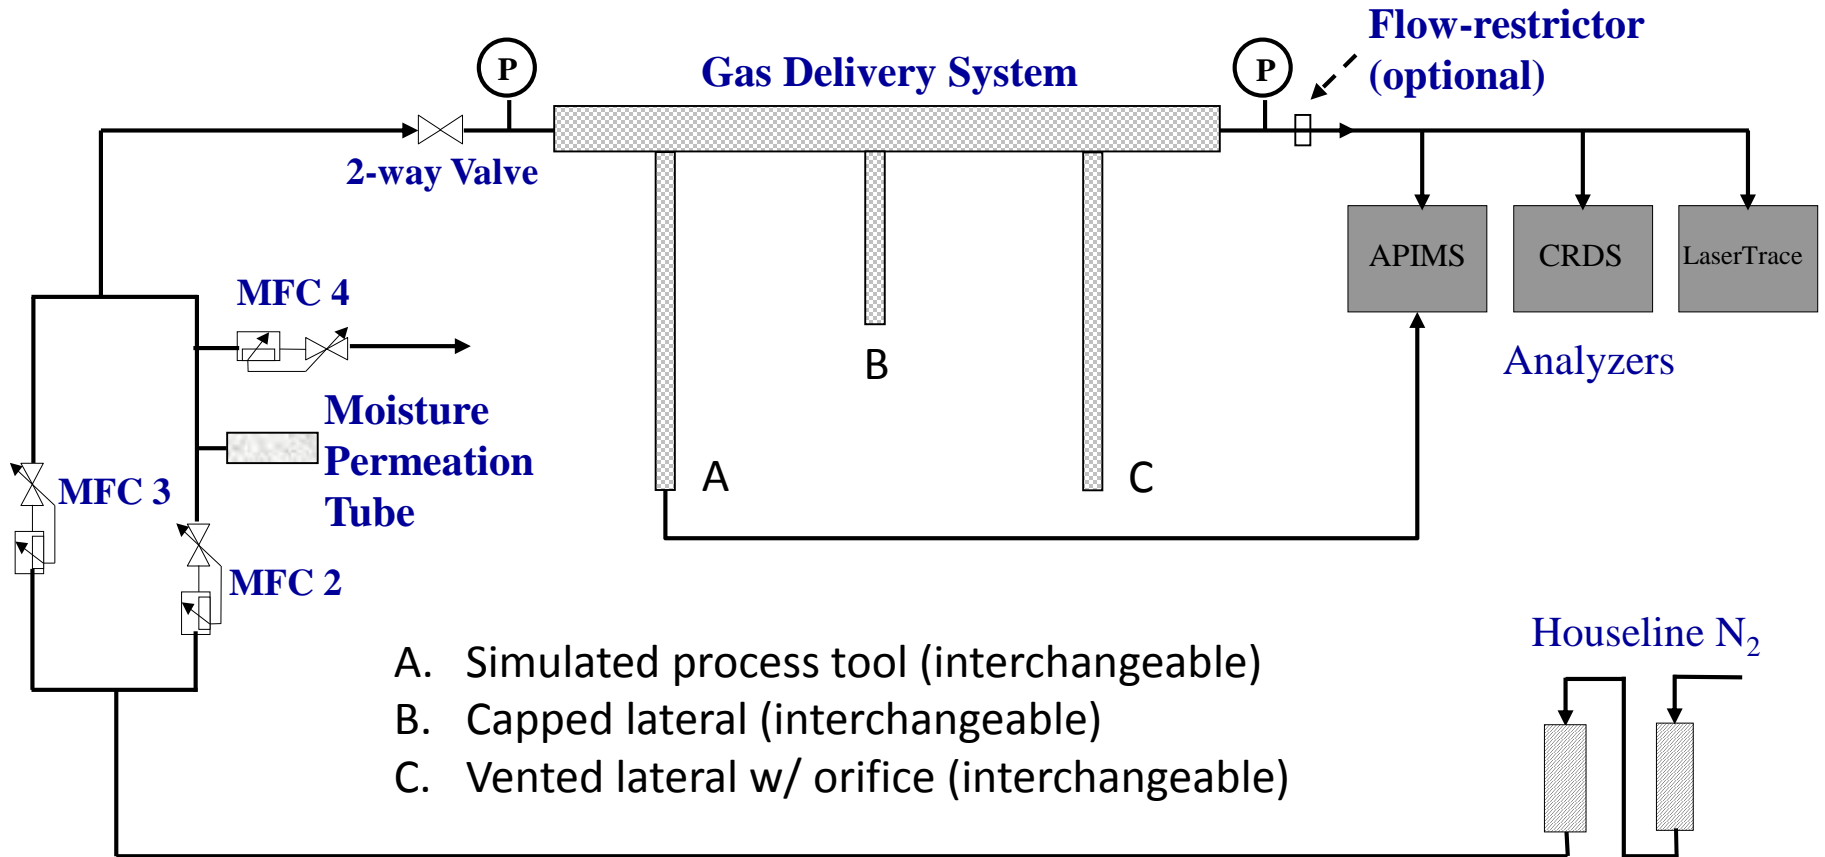 Flow-restrictor
(optional)
P
Gas Delivery System
P
2-way Valve
APIMS
CRDS
LaserTrace
Analyzers
MFC 4
B
Moisture
Permeation
Tube
A
C
MFC 3
MFC 2
Houseline N₂
A. Simulated process tool (interchangeable)
B. Capped lateral (interchangeable)
C. Vented lateral w/ orifice (interchangeable)